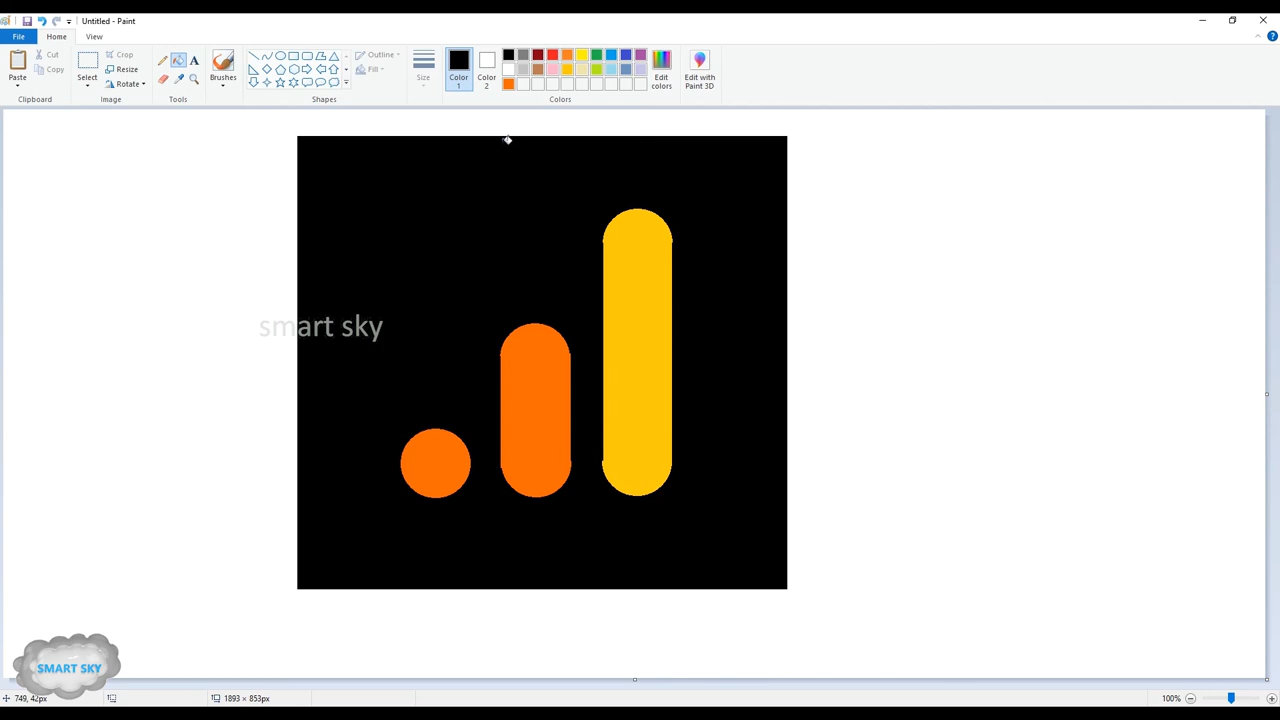 Untitled - Paint
File Home View
Paste
Cut
Copy
Clipboard
Select
Crop
Resize
Rotate
Image
Tools
Brushes
Outline
Fill
Shapes
Size
Color 1
Color 2
Edit colors
Colors
Edit with Paint 3D
smart sky
SMART SKY
749, 42px
1893 × 853px
100%